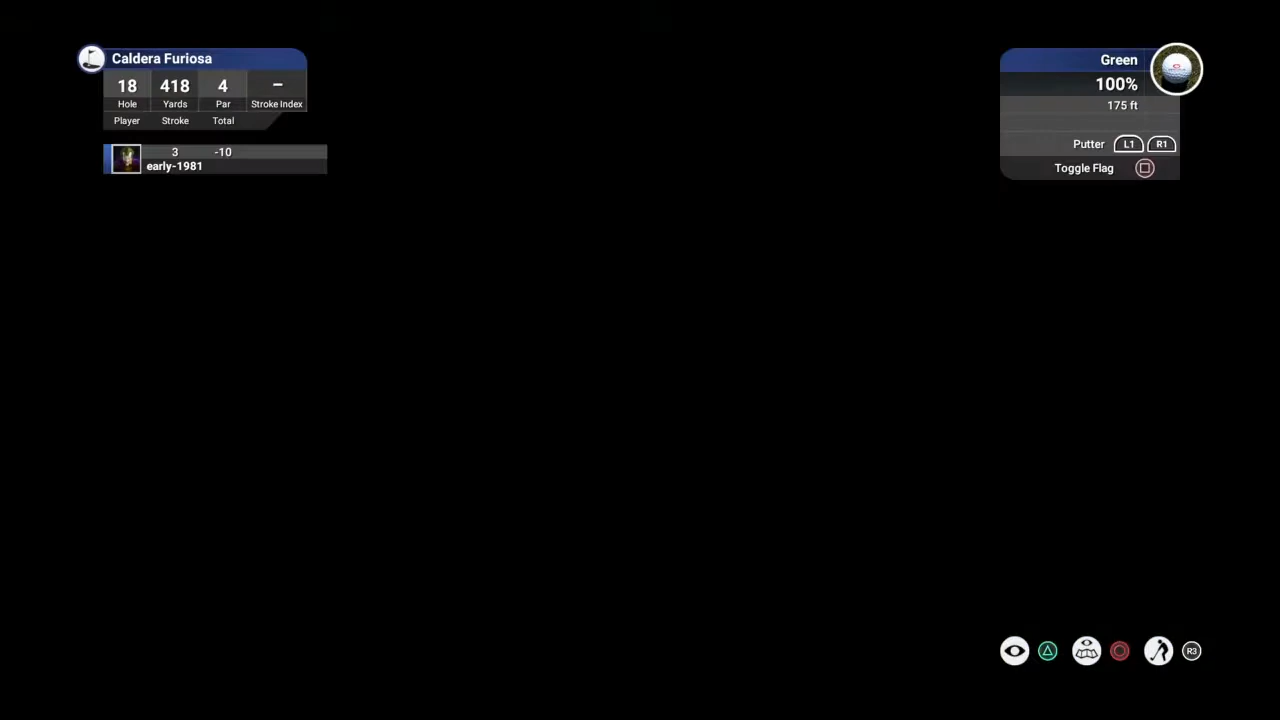 Caldera Furiosa
18 418 4 –
Hole Yards Par Stroke Index
Player Stroke Total
3 -10
early-1981
Green
100%
175 ft
Putter L1 R1
Toggle Flag
R3